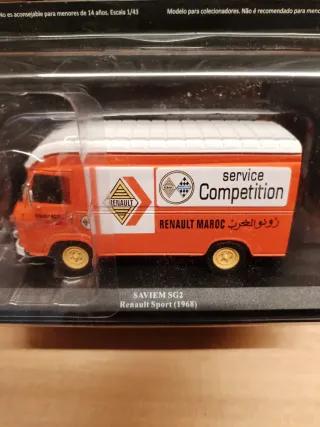 No es aconsejable para menores de 14 años. Escala 1/43
Modelo para colecionadores. Não é recomendado para meno
RENAULT
service
Competition
RENAULT MAROC رونو المغرب
SAVIEM SG2
Renault Sport (1968)